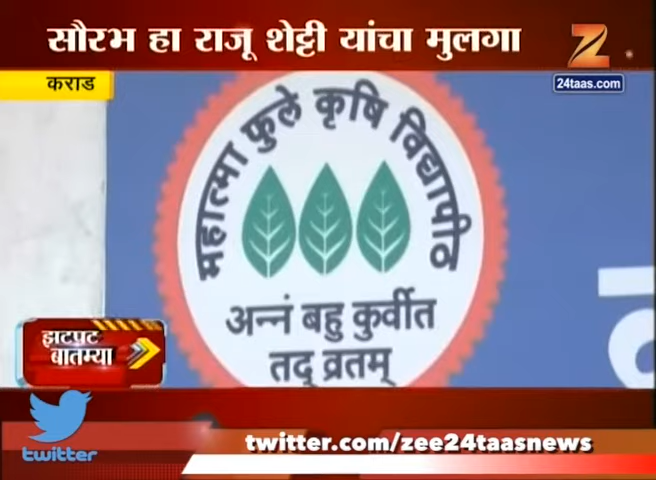 सौरभ हा राजू शेट्टी यांचा मुलगा
24taas.com
कराड
महात्मा फुले कृषि विद्यापीठ
अन्नं बहु कुर्वीत
तद् व्रतम्
झटपट
बातम्या
twitter
twitter.com/zee24taasnews